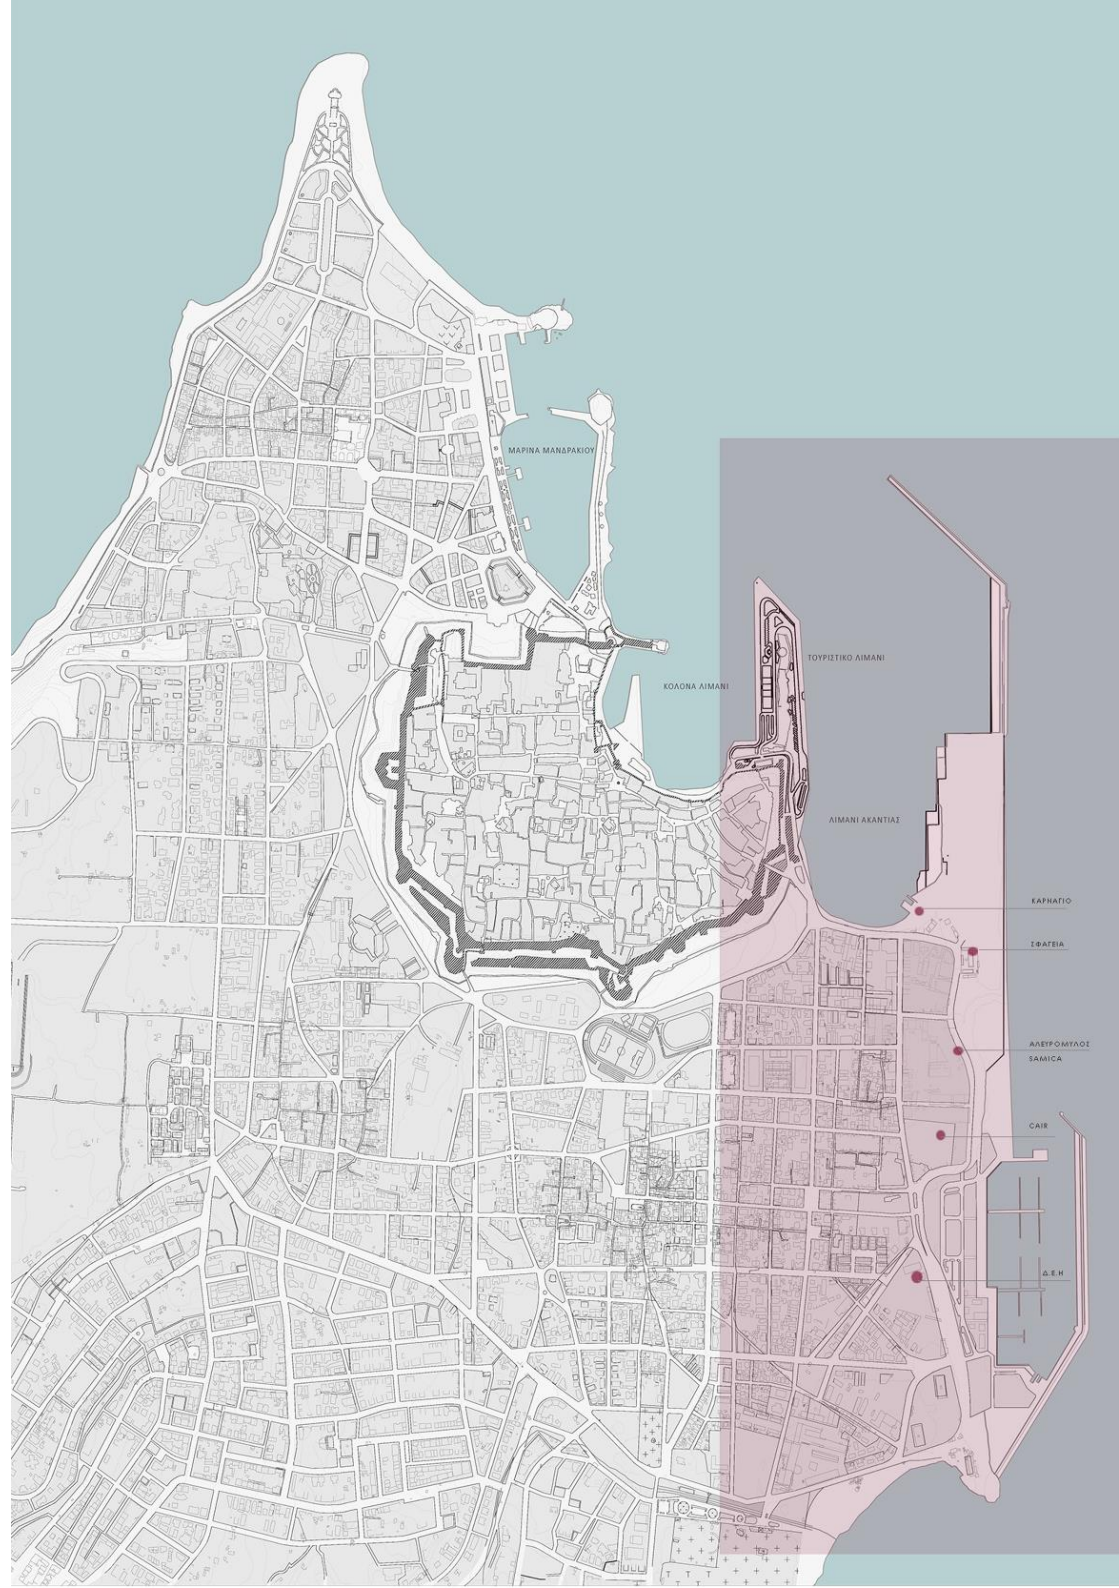 ΜΑΡΙΝΑ ΜΑΝΔΡΑΚΙΟΥ
ΤΟΥΡΙΣΤΙΚΟ ΛΙΜΑΝΙ
ΚΟΛΟΝΑ ΛΙΜΑΝΙ
ΛΙΜΑΝΙ ΑΚΑΝΤΙΑΣ
ΚΑΡΝΑΓΙΟ
ΣΦΑΓΕΙΑ
ΑΛΕΥΡΟΜΥΛΟΣ
SAMICA
CAIR
Δ.Ε.Η